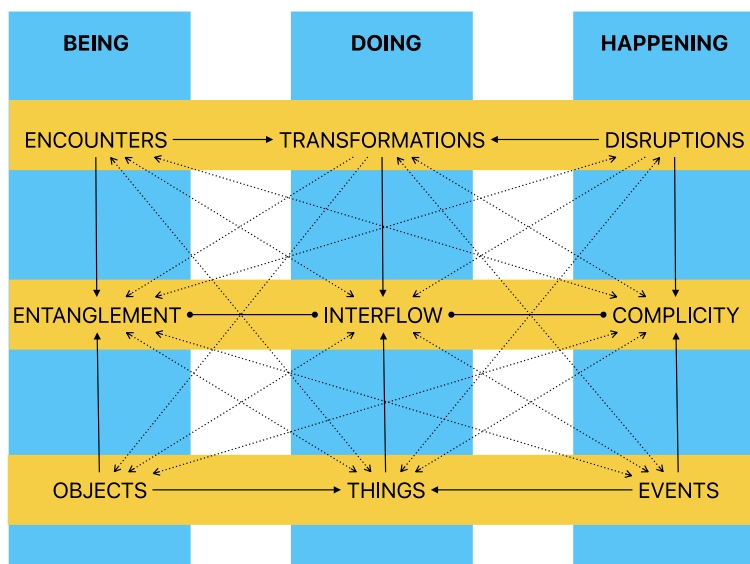 BEING DOING HAPPENING
ENCOUNTERS TRANSFORMATIONS DISRUPTIONS
ENTANGLEMENT INTERFLOW COMPLICITY
OBJECTS THINGS EVENTS